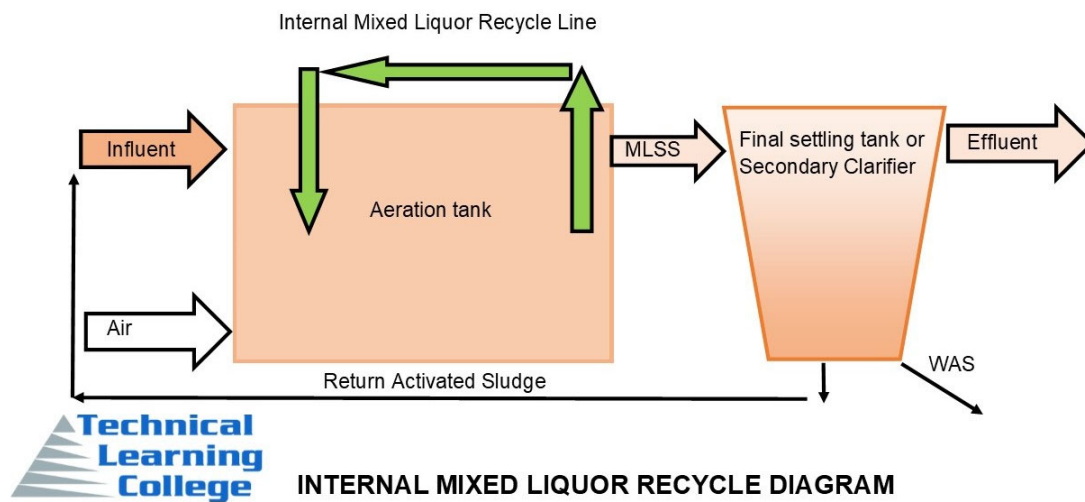 Internal Mixed Liquor Recycle Line
Influent
MLSS
Final settling tank or
Secondary Clarifier
Effluent
Aeration tank
Air
WAS
Return Activated Sludge
Technical
Learning
College
INTERNAL MIXED LIQUOR RECYCLE DIAGRAM